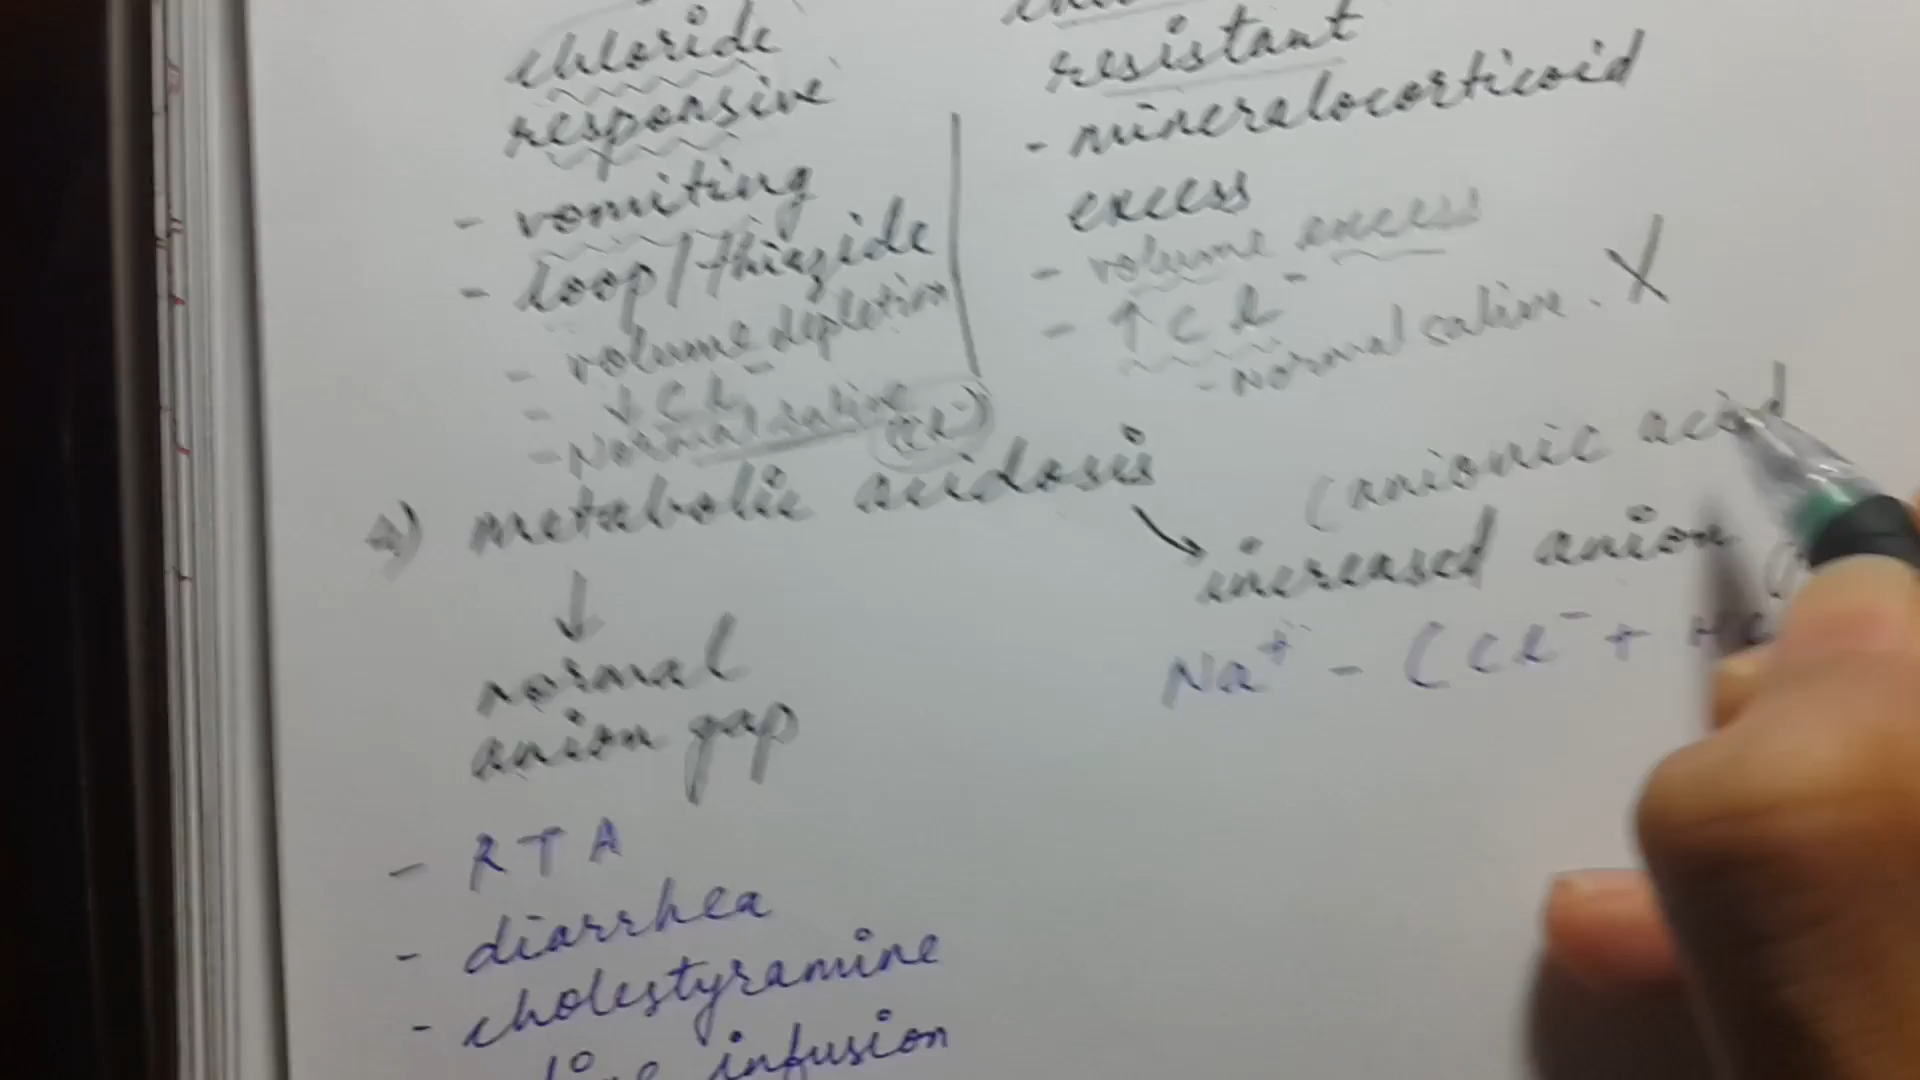 chloride
responsive
- vomiting
- loop/thiazide
- volume depletion
- ↓Cl-
- Normal saline
(Cl-)
resistant
- mineralocorticoid
excess
- volume excess
- ↑Cl-
- Normal saline. X
4) metabolic acidosis
↓
normal
anion gap
- RTA
- diarrhea
- cholestyramine
infusion
(anionic acid
increased anion
Na+ - (Cl- +